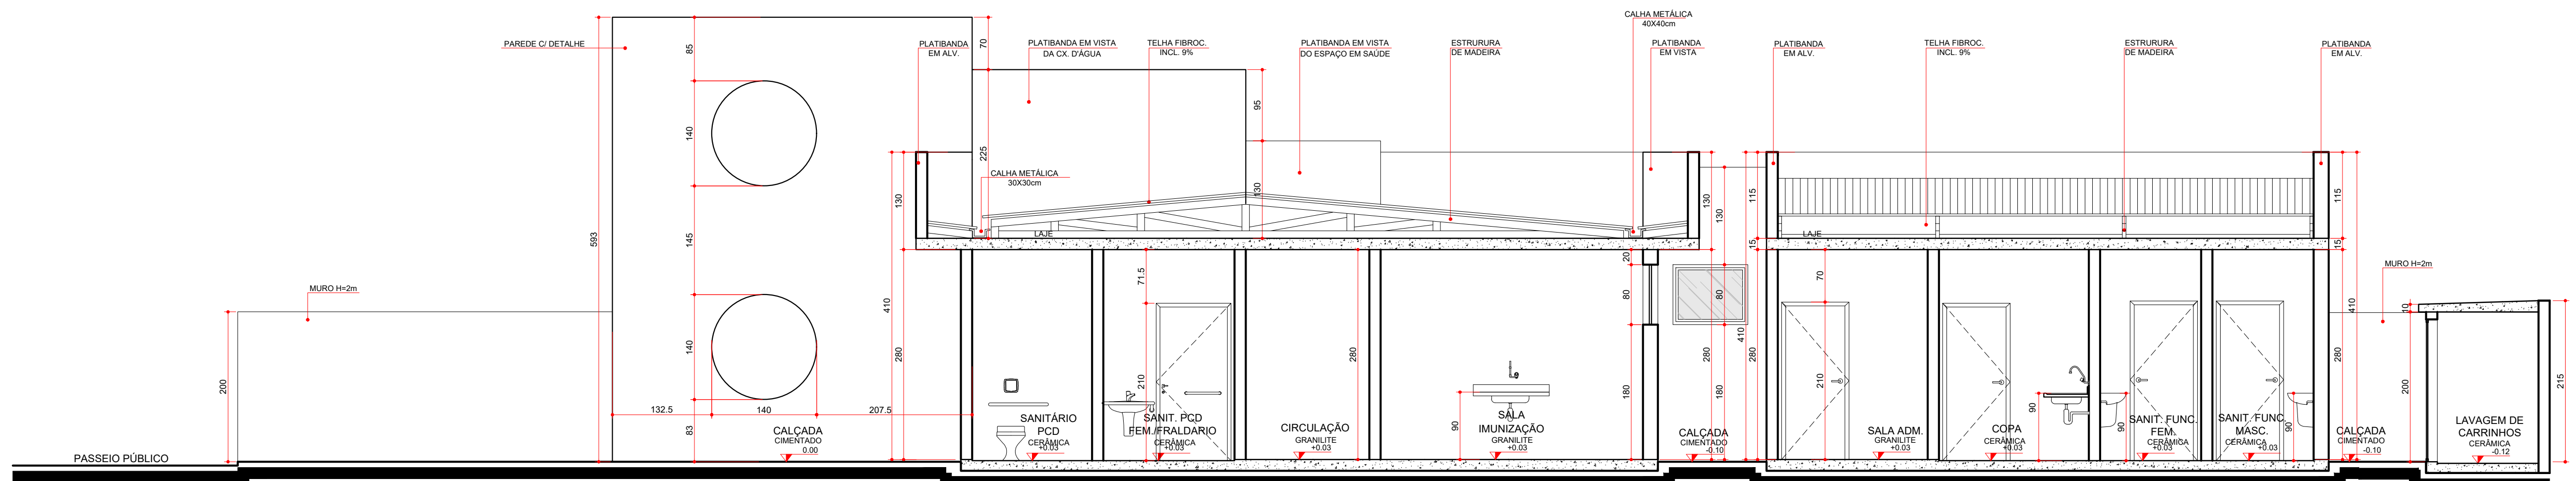 593
85
140
145
140
83
PAREDE C/ DETALHE
MURO H=2m
200
132.5
140
207.5
CALÇADA
CIMENTADO
0.00
PASSEIO PÚBLICO
PLATIBANDA
EM ALV.
70
225
PLATIBANDA EM VISTA
DA CX. D'ÁGUA
TELHA FIBROC.
INCL. 9%
95
130
PLATIBANDA EM VISTA
DO ESPAÇO EM SAÚDE
ESTRURURA
DE MADEIRA
CALHA METÁLICA
40X40cm
PLATIBANDA
EM VISTA
CALHA METÁLICA
30X30cm
LAJE
410
130
280
71.5
210
280
90
20
80
180
130
280
130
80
180
SANITÁRIO
PCD
CERÂMICA
+0.03
SANIT. PCD
FEM./FRALDARIO
CERÂMICA
+0.03
CIRCULAÇÃO
GRANILITE
+0.03
SALA
IMUNIZAÇÃO
GRANILITE
+0.03
CALÇADA
CIMENTADO
-0.10
PLATIBANDA
EM ALV.
TELHA FIBROC.
INCL. 9%
ESTRURURA
DE MADEIRA
PLATIBANDA
EM ALV.
LAJE
410
115
15
280
70
210
90
90
115
15
280
410
SALA ADM.
GRANILITE
+0.03
COPA
CERÂMICA
+0.03
SANIT. FUNC.
FEM.
CERÂMICA
+0.03
SANIT. FUNC.
MASC.
CERÂMICA
+0.03
90
CALÇADA
CIMENTADO
-0.10
MURO H=2m
10
200
215
LAVAGEM DE
CARRINHOS
CERÂMICA
-0.12